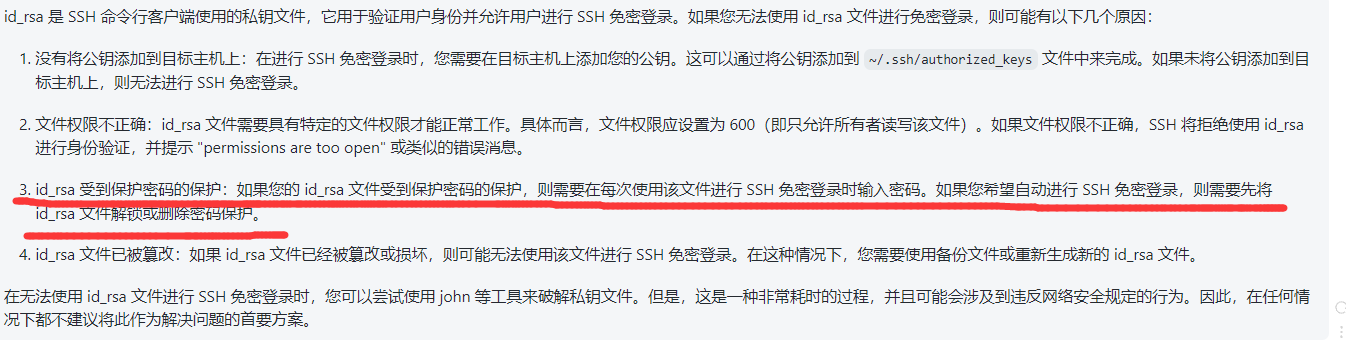 id_rsa 是 SSH 命令行客户端使用的私钥文件，它用于验证用户身份并允许用户进行 SSH 免密登录。如果您无法使用 id_rsa 文件进行免密登录，则可能有以下几个原因：
1. 没有将公钥添加到目标主机上：在进行 SSH 免密登录时，您需要在目标主机上添加您的公钥。这可以通过将公钥添加到 ~/.ssh/authorized_keys 文件中来完成。如果未将公钥添加到目
标主机上，则无法进行 SSH 免密登录。
2. 文件权限不正确：id_rsa 文件需要具有特定的文件权限才能正常工作。具体而言，文件权限应设置为 600（即只允许所有者读写该文件）。如果文件权限不正确，SSH 将拒绝使用 id_rsa
进行身份验证，并提示 "permissions are too open" 或类似的错误消息。
3. id_rsa 受到保护密码的保护：如果您的 id_rsa 文件受到保护密码的保护，则需要在每次使用该文件进行 SSH 免密登录时输入密码。如果您希望自动进行 SSH 免密登录，则需要先将
id_rsa 文件解锁或删除密码保护。
4. id_rsa 文件已被篡改：如果 id_rsa 文件已经被篡改或损坏，则可能无法使用该文件进行 SSH 免密登录。在这种情况下，您需要使用备份文件或重新生成新的 id_rsa 文件。
在无法使用 id_rsa 文件进行 SSH 免密登录时，您可以尝试使用 john 等工具来破解私钥文件。但是，这是一种非常耗时的过程，并且可能会涉及到违反网络安全规定的行为。因此，在任何情
况下都不建议将此作为解决问题的首要方案。